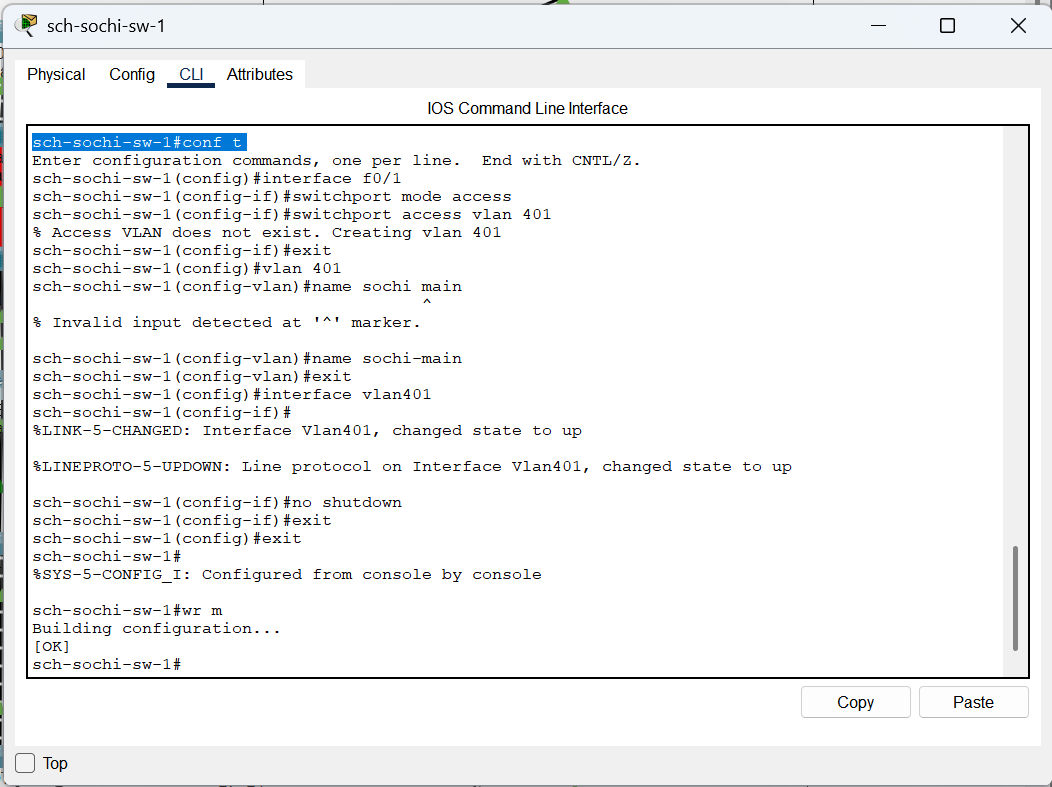 sch-sochi-sw-1
Physical Config CLI Attributes
IOS Command Line Interface
sch-sochi-sw-1#conf t
Enter configuration commands, one per line.  End with CNTL/Z.
sch-sochi-sw-1(config)#interface f0/1
sch-sochi-sw-1(config-if)#switchport mode access
sch-sochi-sw-1(config-if)#switchport access vlan 401
% Access VLAN does not exist. Creating vlan 401
sch-sochi-sw-1(config-if)#exit
sch-sochi-sw-1(config)#vlan 401
sch-sochi-sw-1(config-vlan)#name sochi main
^
% Invalid input detected at '^' marker.
sch-sochi-sw-1(config-vlan)#name sochi-main
sch-sochi-sw-1(config-vlan)#exit
sch-sochi-sw-1(config)#interface vlan401
sch-sochi-sw-1(config-if)#
%LINK-5-CHANGED: Interface Vlan401, changed state to up
%LINEPROTO-5-UPDOWN: Line protocol on Interface Vlan401, changed state to up
sch-sochi-sw-1(config-if)#no shutdown
sch-sochi-sw-1(config-if)#exit
sch-sochi-sw-1(config)#exit
sch-sochi-sw-1#
%SYS-5-CONFIG_I: Configured from console by console
sch-sochi-sw-1#wr m
Building configuration...
[OK]
sch-sochi-sw-1#
Copy Paste
Top